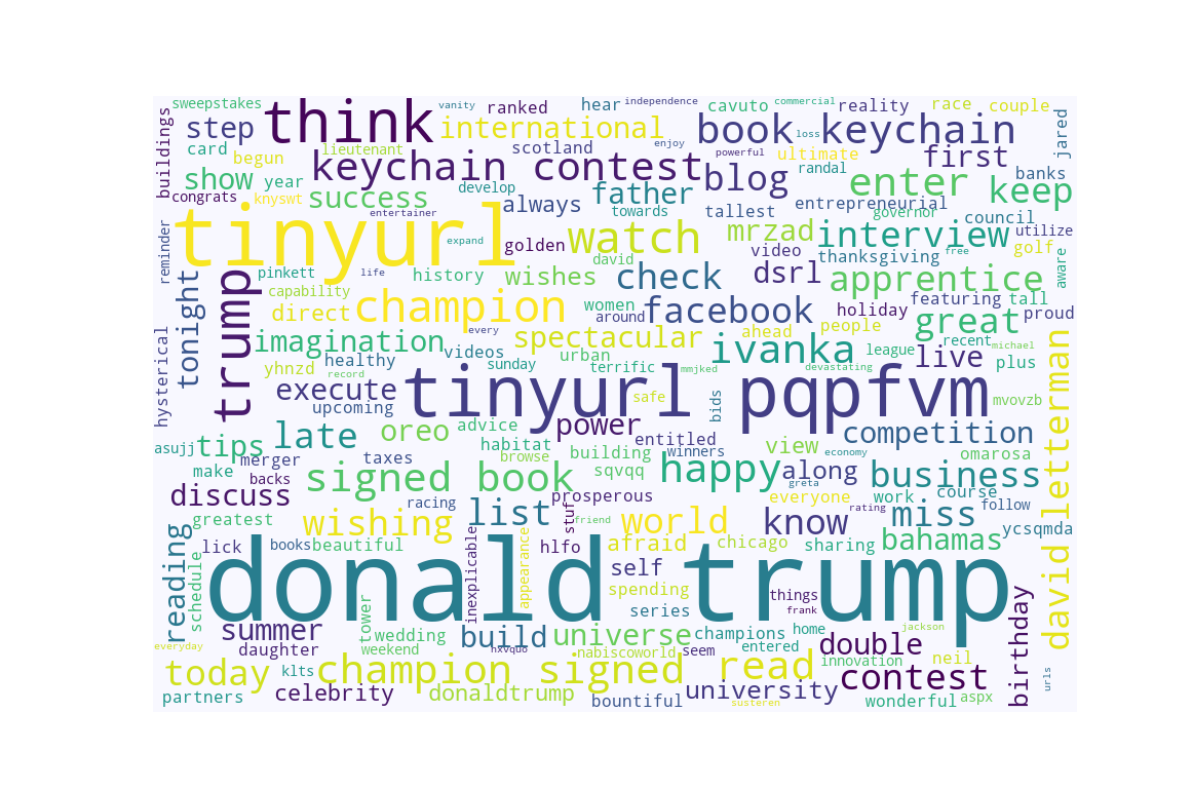 sweepstakes think vanity ranked hear independence cavuto commercial reality race couple
buildings step international book loss keychain jared
card lieutenant scotland enjoy powerful ultimate first
begun keychain contest blog randal banks
show year develop father enter keep
congrats knyswt success always towards tallest entrepreneurial
entertainer governor council
reminder tinyurl expand golden watch mrzad interview utilize
david video free golf
pinkett life history wishes check dsrl thanksgiving apprentice aware
tonight trump capability direct champion women facebook holiday featuring tall
every around spectacular ahead people great proud
hysterical imagination videos urban ivanka league recent michael
yhnzd healthy record sunday terrific mmjked devastating live plus
execute tinyurl pqpfvm safe bids mvovzb
upcoming power
asujj tips late oreo advice entitled view competition david letterman
merger taxes habitat building winners economy omarosa
make backs browse sqvqq happy along business
discuss signed book greta
racing prosperous everyone work course follow
greatest wishing list stuff friend world know rating miss ycsqmda
reading lick books beautiful inexplicable hlfo afraid chicago sharing bahamas
schedule donald trump appearance self spending
series things frank birthday
summer tower wedding build universe champions home jackson
everyday daughter weekend hxvquo nabiscoworld seem entered double
today klts champion signed read innovation neil
contest urls
partners celebrity donaldtrump bountiful university susteren wonderful aspx